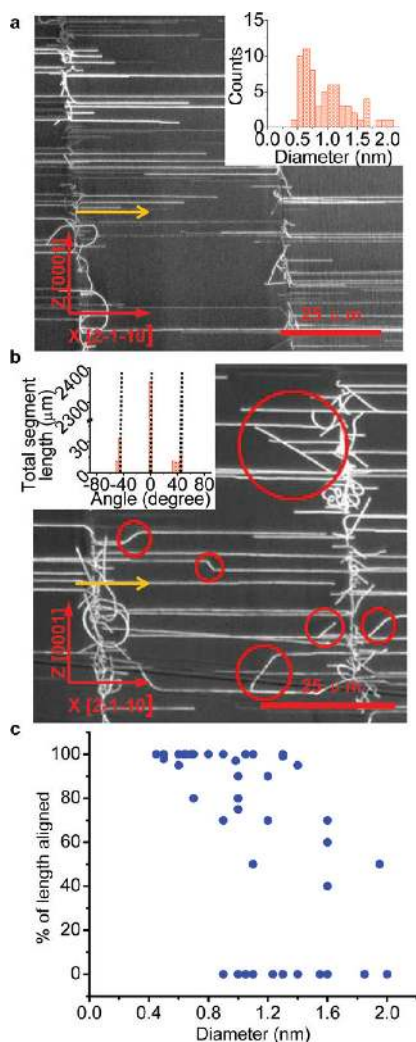 a
15
10
5
0
Counts
0.0 0.5 1.0 1.5 2.0
Diameter (nm)
Z [0001]
X [2-1-10]
25 μm
b
2400
2300
30
0
Total segment
length (μm)
-80 -40 0 40 80
Angle (degree)
Z [0001]
X [2-1-10]
25 μm
c
100
80
60
40
20
0
% of length aligned
0.0 0.4 0.8 1.2 1.6 2.0
Diameter (nm)